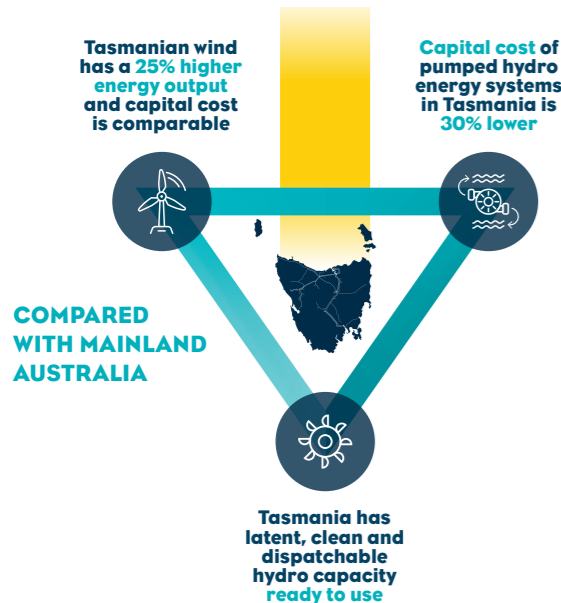 Tasmanian wind
has a 25% higher
energy output
and capital cost
is comparable
Capital cost of
pumped hydro
energy systems
in Tasmania is
30% lower
COMPARED
WITH MAINLAND
AUSTRALIA
Tasmania has
latent, clean and
dispatchable
hydro capacity
ready to use